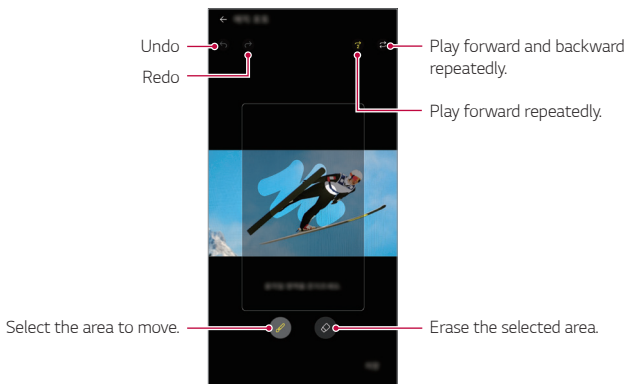 Undo
Redo
Play forward and backward
repeatedly.
Play forward repeatedly.
Select the area to move.
Erase the selected area.